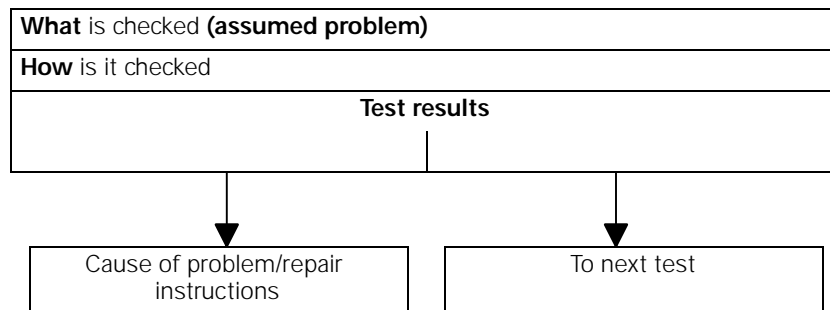 What is checked (assumed problem)
How is it checked
Test results
Cause of problem/repair
instructions
To next test